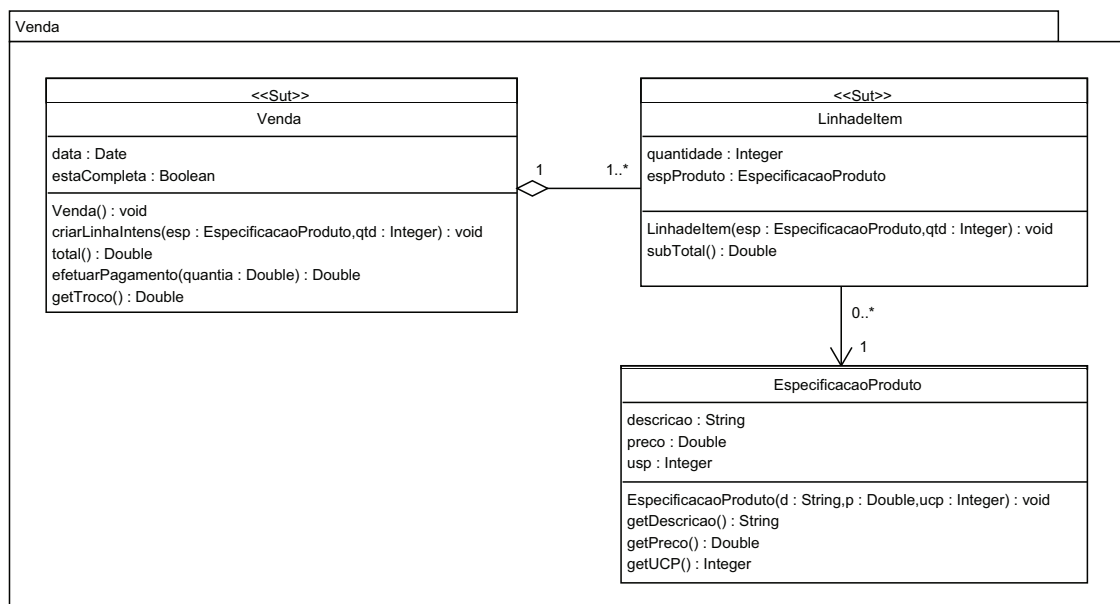 Venda
<<Sut>>
Venda
data : Date
estaCompleta : Boolean
Venda() : void
criarLinhaIntens(esp : EspecificacaoProduto,qtd : Integer) : void
total() : Double
efetuarPagamento(quantia : Double) : Double
getTroco() : Double
1
1..*
<<Sut>>
LinhadeItem
quantidade : Integer
espProduto : EspecificacaoProduto
LinhadeItem(esp : EspecificacaoProduto,qtd : Integer) : void
subTotal() : Double
0..*
1
EspecificacaoProduto
descricao : String
preco : Double
usp : Integer
EspecificacaoProduto(d : String,p : Double,ucp : Integer) : void
getDescricao() : String
getPreco() : Double
getUCP() : Integer